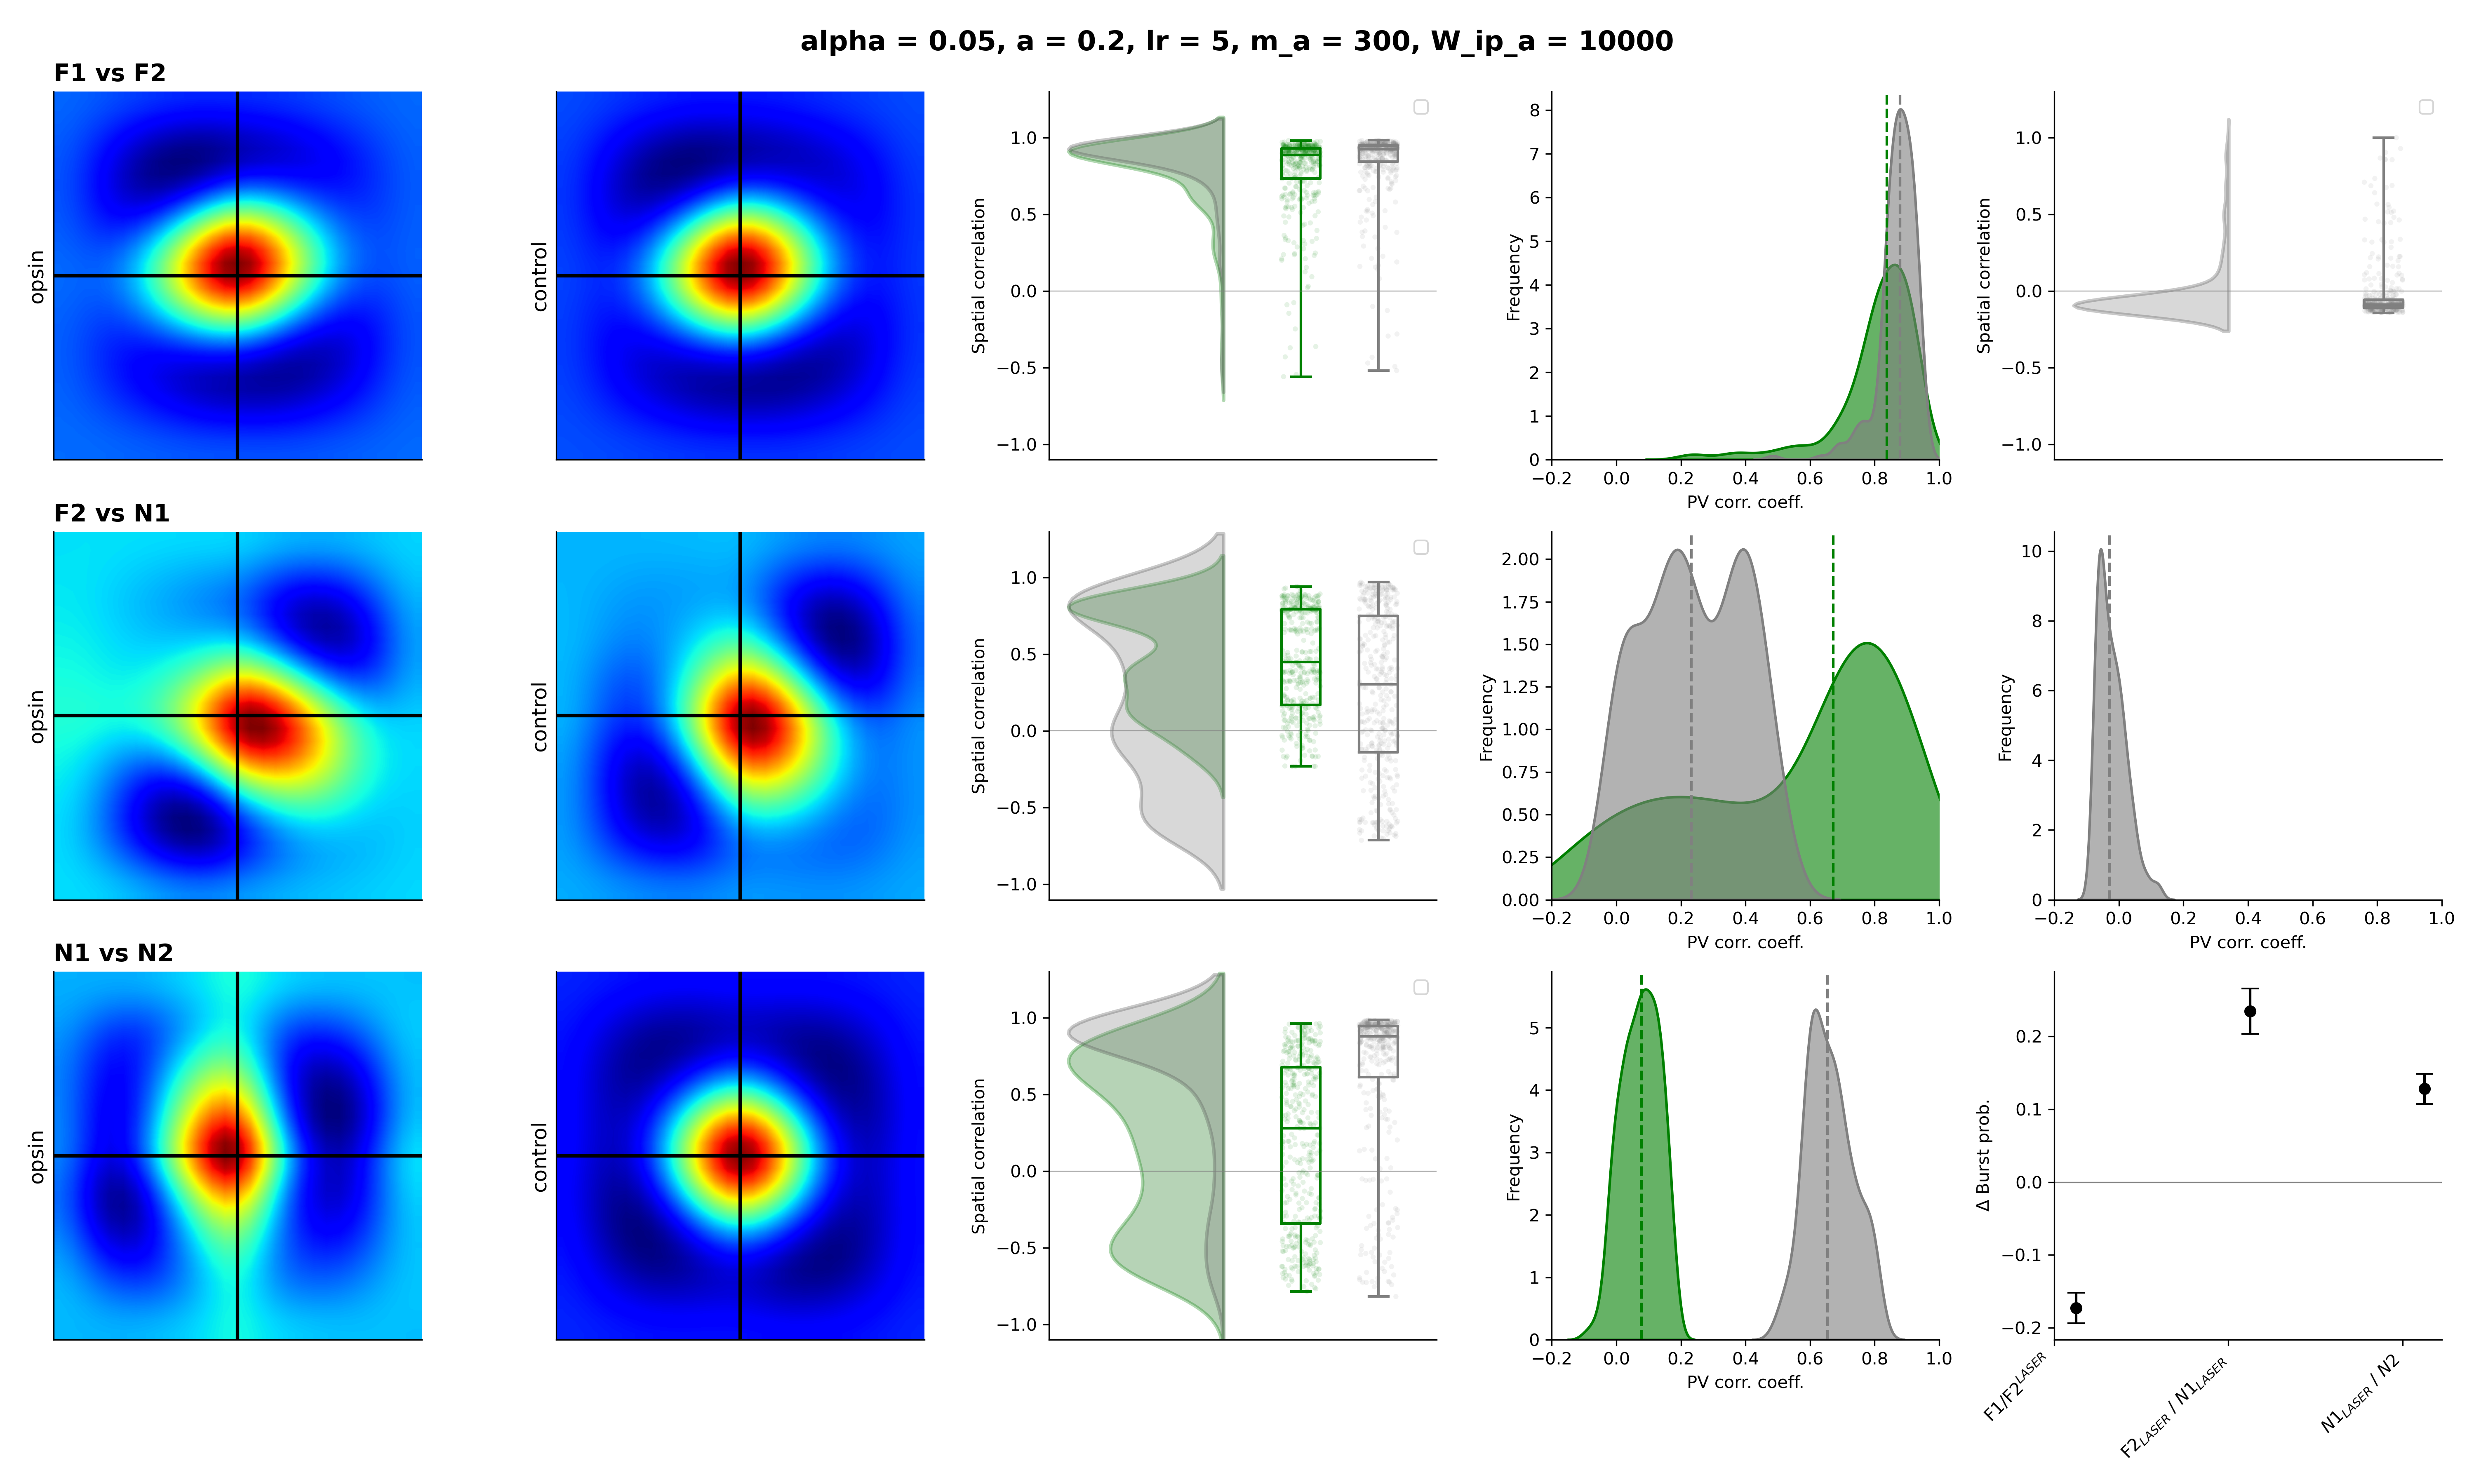 alpha = 0.05, a = 0.2, lr = 5, m_a = 300, W_ip_a = 10000
F1 vs F2
opsin
control
Spatial correlation
1.0
0.5
0.0
−0.5
−1.0
Frequency
8
7
6
5
4
3
2
1
0
−0.2 0.0 0.2 0.4 0.6 0.8 1.0
PV corr. coeff.
Spatial correlation
1.0
0.5
0.0
−0.5
−1.0
F2 vs N1
opsin
control
Spatial correlation
1.0
0.5
0.0
−0.5
−1.0
Frequency
2.00
1.75
1.50
1.25
1.00
0.75
0.50
0.25
0.00
−0.2 0.0 0.2 0.4 0.6 0.8 1.0
PV corr. coeff.
Frequency
10
8
6
4
2
0
−0.2 0.0 0.2 0.4 0.6 0.8 1.0
PV corr. coeff.
N1 vs N2
opsin
control
Spatial correlation
1.0
0.5
0.0
−0.5
−1.0
Frequency
5
4
3
2
1
0
−0.2 0.0 0.2 0.4 0.6 0.8 1.0
PV corr. coeff.
Δ Burst prob.
0.2
0.1
0.0
−0.1
−0.2
F1/F2^LASER
F2_LASER / N1_LASER
N1_LASER / N2